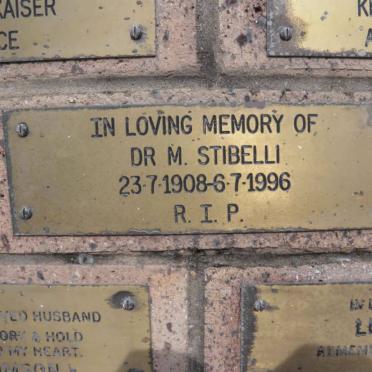 KAISER
IN LOVING MEMORY OF
DR M. STIBELLI
23-7-1908-6-7-1996
R. I. P.
HUSBAND
& HOLD
MY HEART.